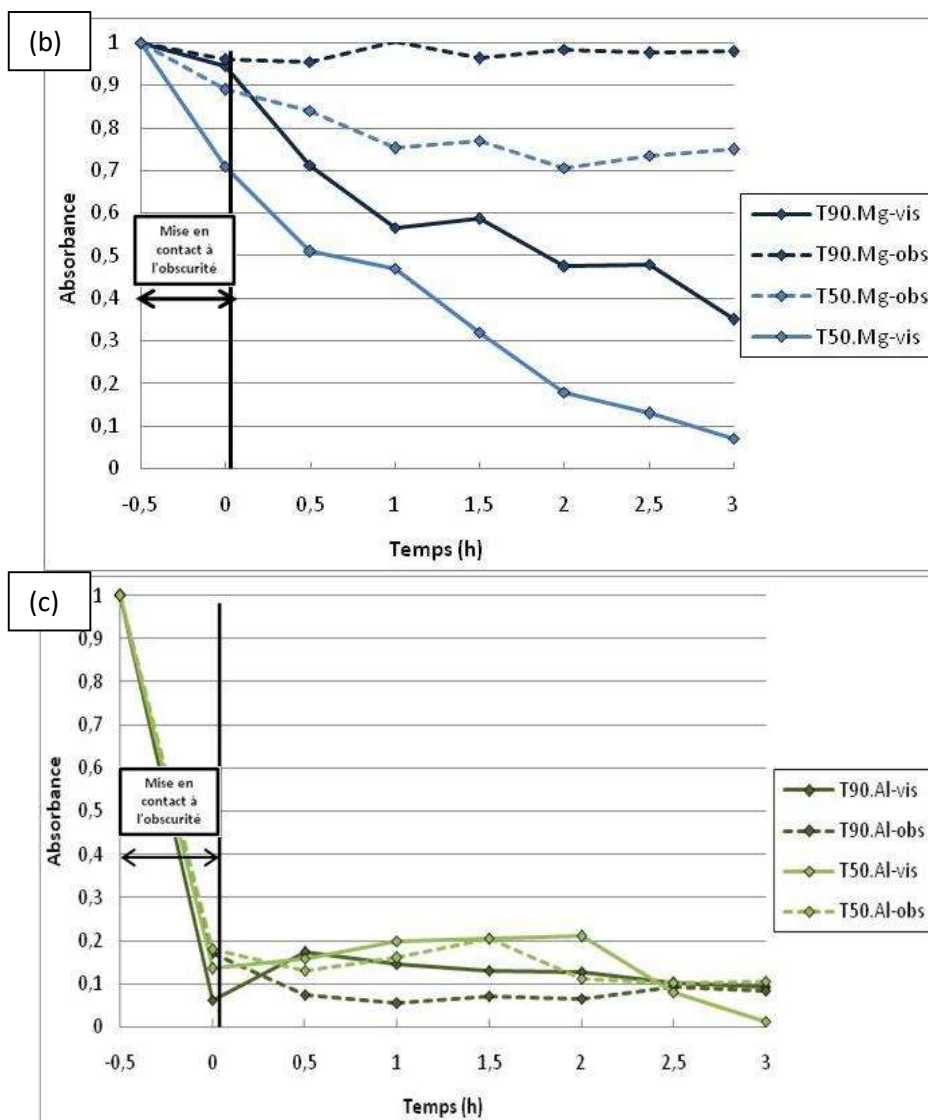 (b)
1
0,9
0,8
0,7
0,6
0,5
0,4
0,3
0,2
0,1
0
Absorbance
Mise en
contact à
l'obscurité
-0,5 0 0,5 1 1,5 2 2,5 3
Temps (h)
T90.Mg-vis
T90.Mg-obs
T50.Mg-obs
T50.Mg-vis
(c)
1
0,9
0,8
0,7
0,6
0,5
0,4
0,3
0,2
0,1
0
Absorbance
Mise en
contact à
l'obscurité
-0,5 0 0,5 1 1,5 2 2,5 3
Temps (h)
T90.Al-vis
T90.Al-obs
T50.Al-vis
T50.Al-obs